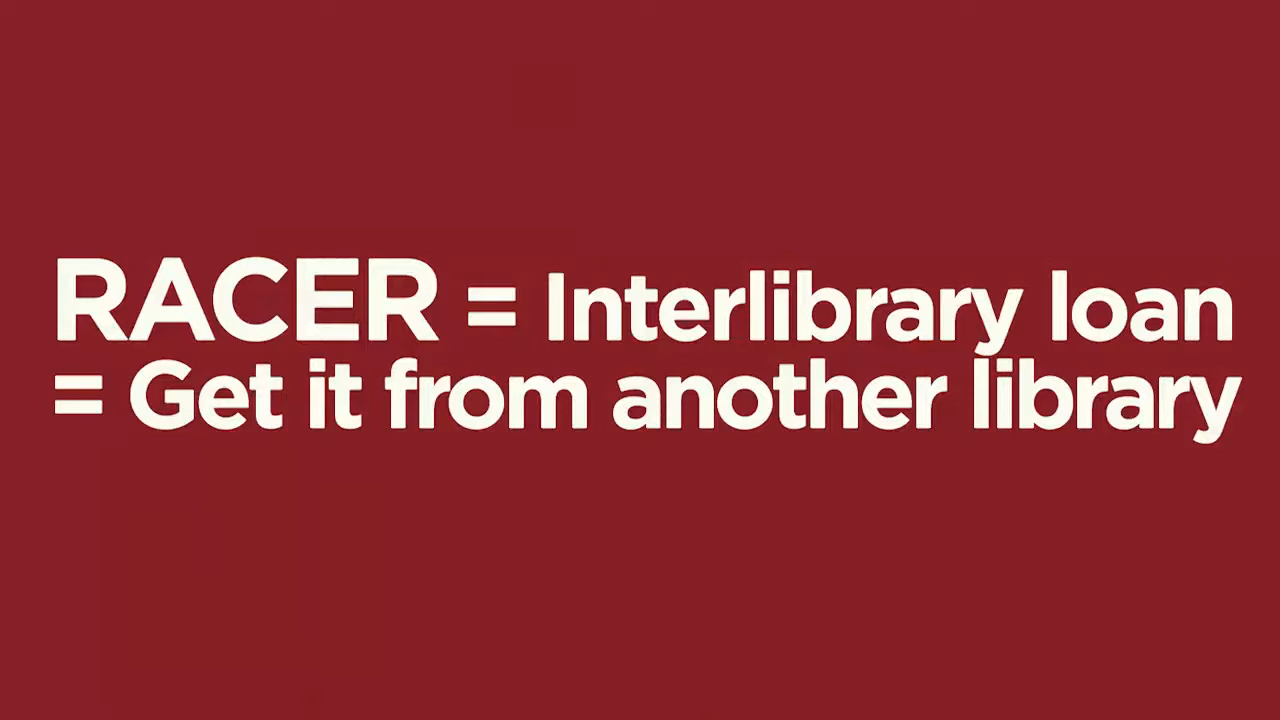 RACER = Interlibrary loan
= Get it from another library